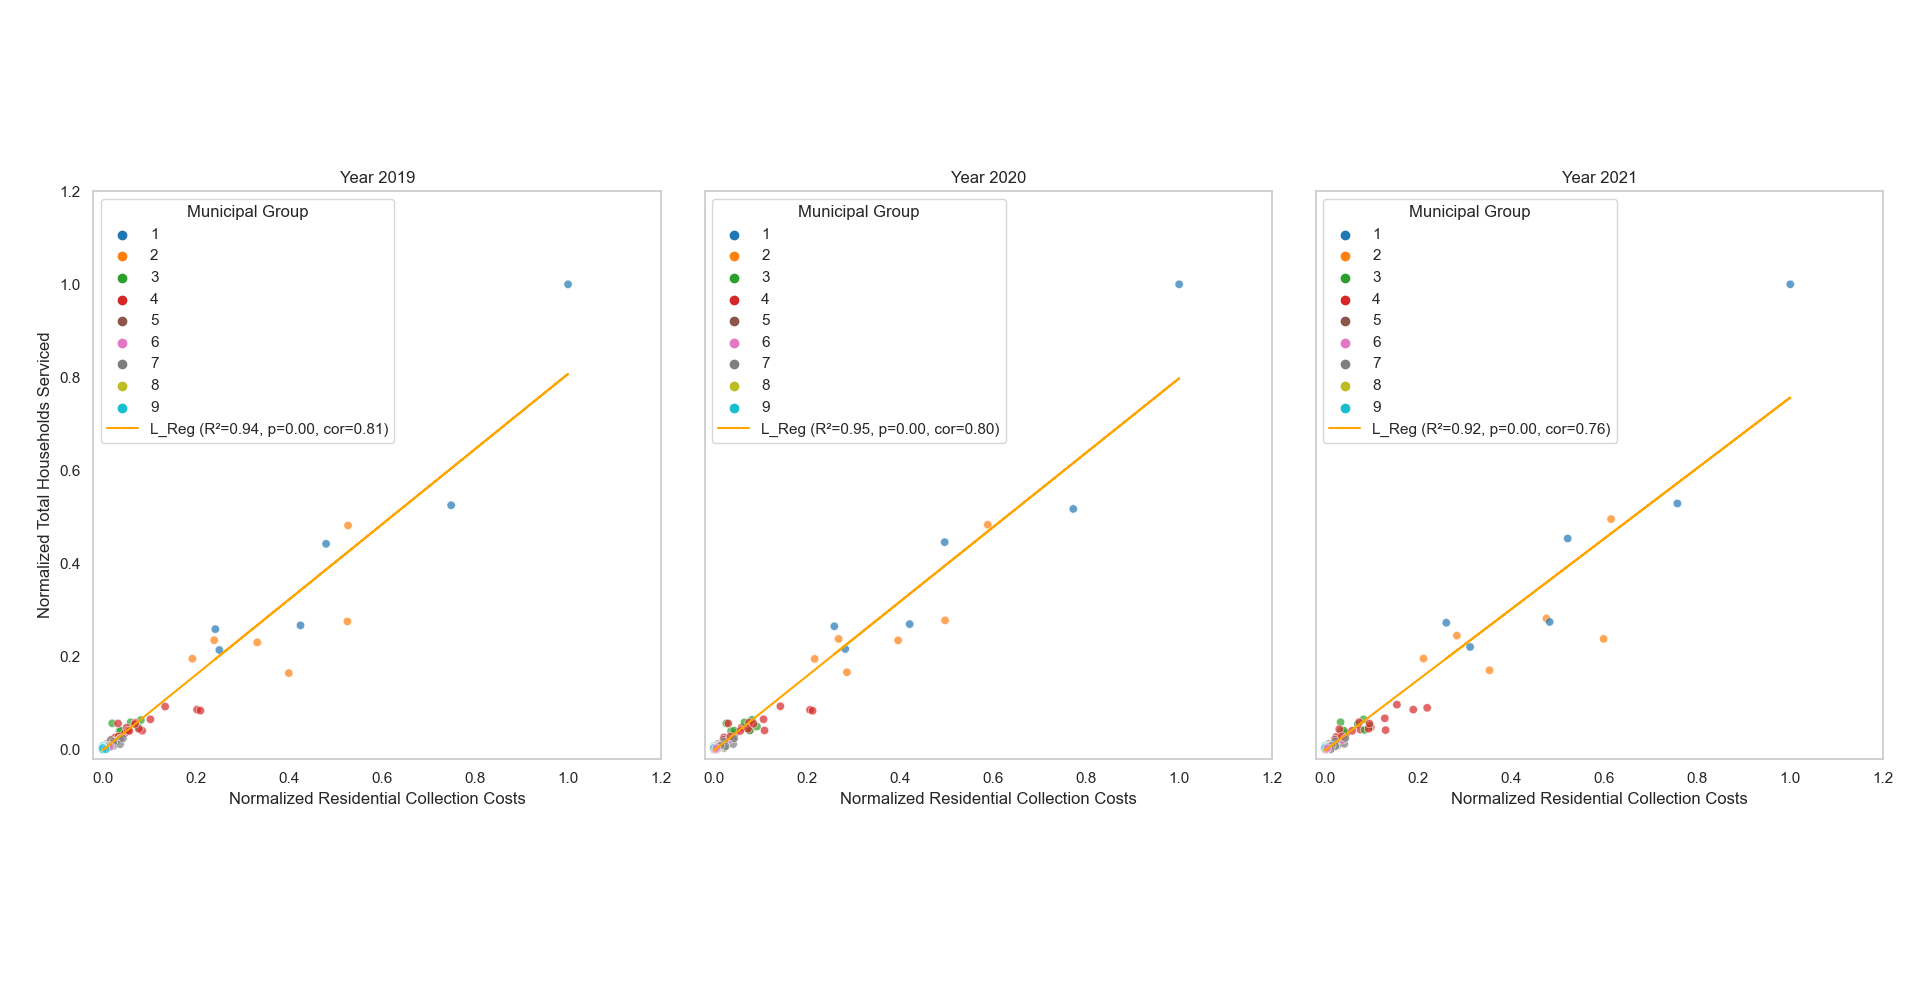 Year 2019
1.2
1.0
0.8
0.6
0.4
0.2
0.0
Normalized Total Households Serviced
Municipal Group
1
2
3
4
5
6
7
8
9
L_Reg (R²=0.94, p=0.00, cor=0.81)
0.0 0.2 0.4 0.6 0.8 1.0 1.2
Normalized Residential Collection Costs
Year 2020
Municipal Group
1
2
3
4
5
6
7
8
9
L_Reg (R²=0.95, p=0.00, cor=0.80)
0.0 0.2 0.4 0.6 0.8 1.0 1.2
Normalized Residential Collection Costs
Year 2021
Municipal Group
1
2
3
4
5
6
7
8
9
L_Reg (R²=0.92, p=0.00, cor=0.76)
0.0 0.2 0.4 0.6 0.8 1.0 1.2
Normalized Residential Collection Costs